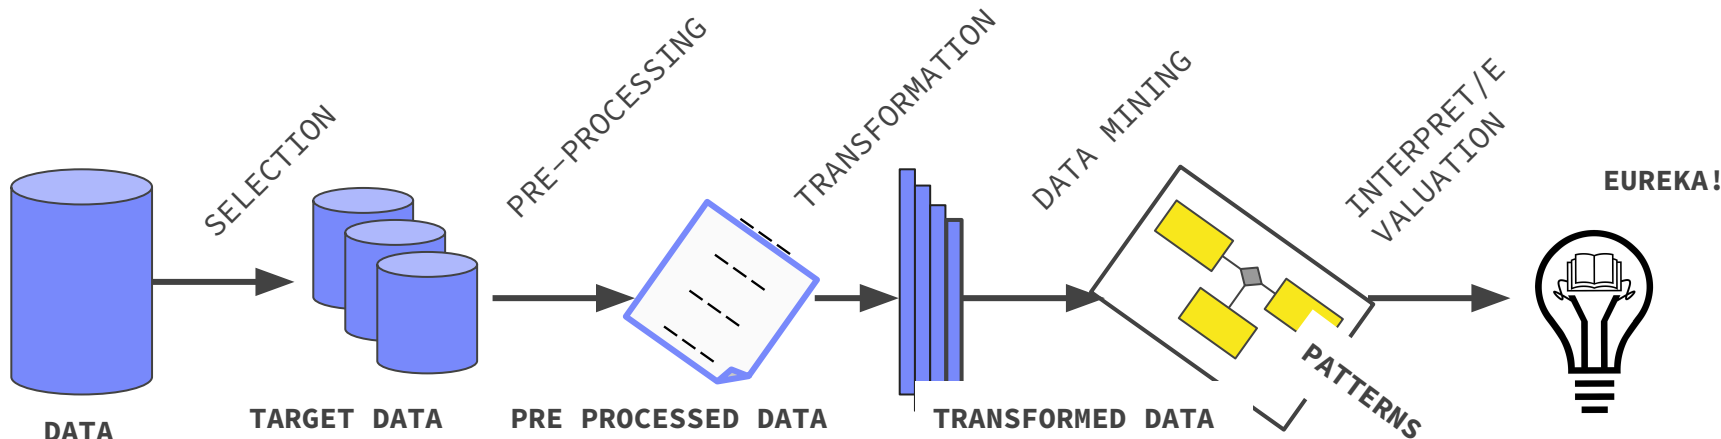 SELECTION
PRE-PROCESSING
TRANSFORMATION
DATA MINING
INTERPRET/E
VALUATION
EUREKA!
DATA
TARGET DATA
PRE PROCESSED DATA
TRANSFORMED DATA
PATTERNS